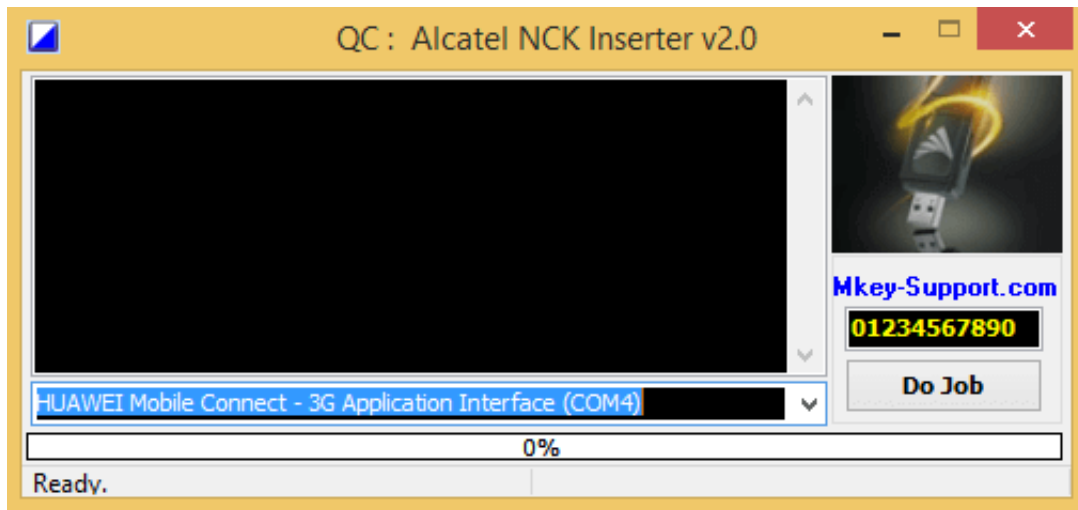 QC : Alcatel NCK Inserter v2.0
Mkey-Support.com
01234567890
Do Job
HUAWEI Mobile Connect - 3G Application Interface (COM4)
0%
Ready.